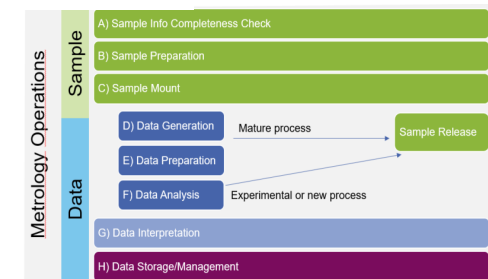 Metrology Operations
Sample
Data
A) Sample Info Completeness Check
B) Sample Preparation
C) Sample Mount
D) Data Generation
Mature process
Sample Release
E) Data Preparation
F) Data Analysis
Experimental or new process
G) Data Interpretation
H) Data Storage/Management